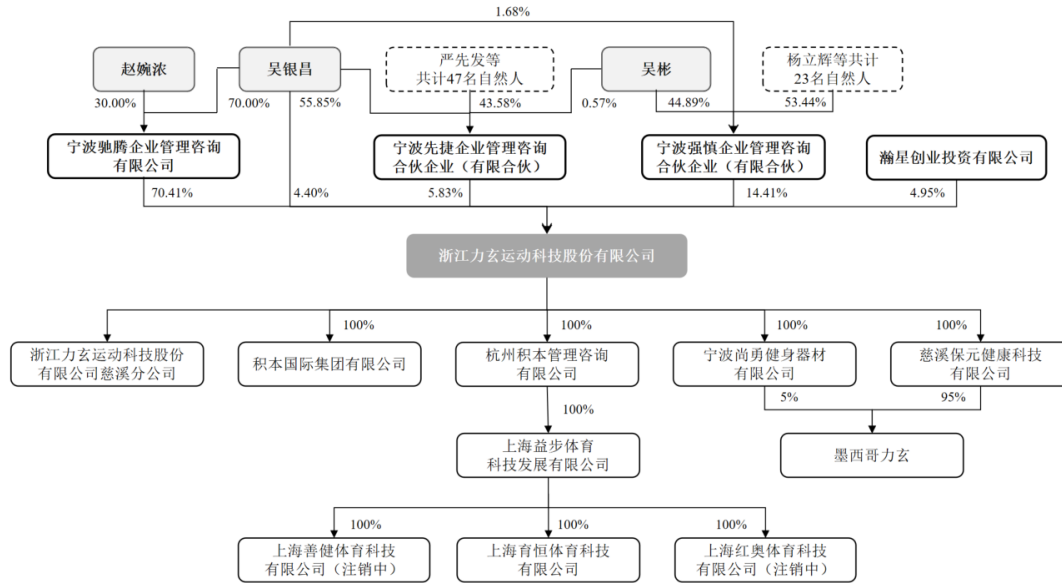 1.68%
赵婉浓
吴银昌
严先发等
共计47名自然人
吴彬
杨立辉等共计
23名自然人
30.00%
70.00%
55.85%
43.58%
0.57%
44.89%
53.44%
宁波驰腾企业管理咨询
有限公司
宁波先捷企业管理咨询
合伙企业（有限合伙）
宁波强慎企业管理咨询
合伙企业（有限合伙）
瀚星创业投资有限公司
70.41%
4.40%
5.83%
14.41%
4.95%
浙江力玄运动科技股份有限公司
100%
100%
100%
100%
浙江力玄运动科技股份
有限公司慈溪分公司
积本国际集团有限公司
杭州积本管理咨询
有限公司
宁波尚勇健身器材
有限公司
慈溪保元健康科技
有限公司
100%
5%
95%
上海益步体育
科技发展有限公司
墨西哥力玄
100%
100%
100%
上海善健体育科技
有限公司（注销中）
上海育恒体育科技
有限公司
上海红奥体育科技
有限公司（注销中）